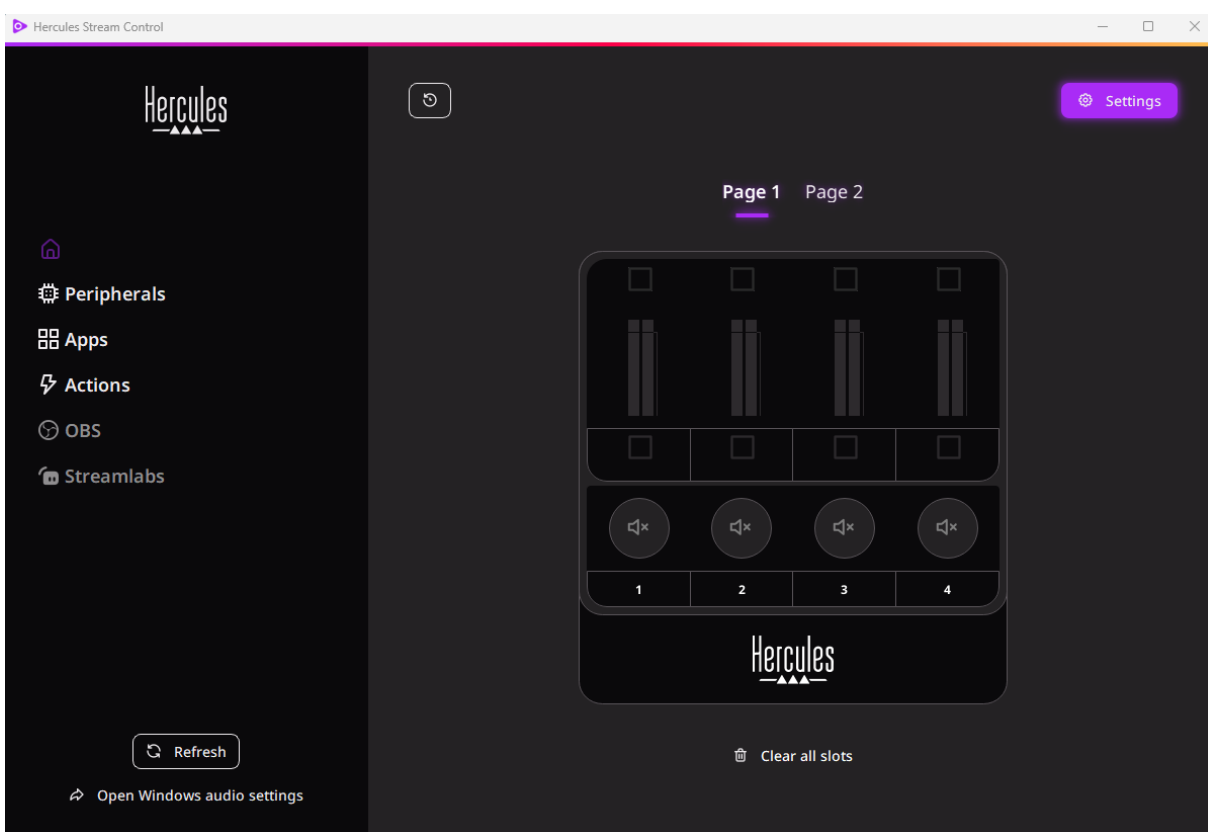 Hercules Stream Control
Hercules
Settings
Page 1 Page 2
Peripherals
Apps
Actions
OBS
Streamlabs
1 2 3 4
Hercules
Refresh
Clear all slots
Open Windows audio settings